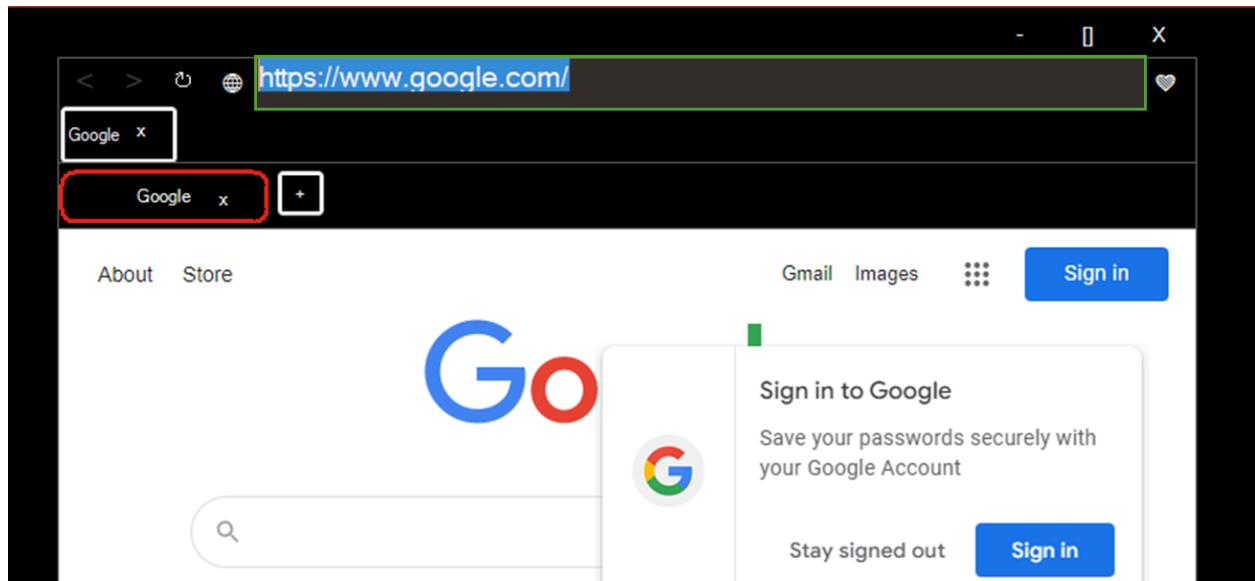 - [] X
< > https://www.google.com/
Google x
Google x +
About Store Gmail Images Sign in
Go
Sign in to Google
Save your passwords securely with
your Google Account
G
Stay signed out Sign in